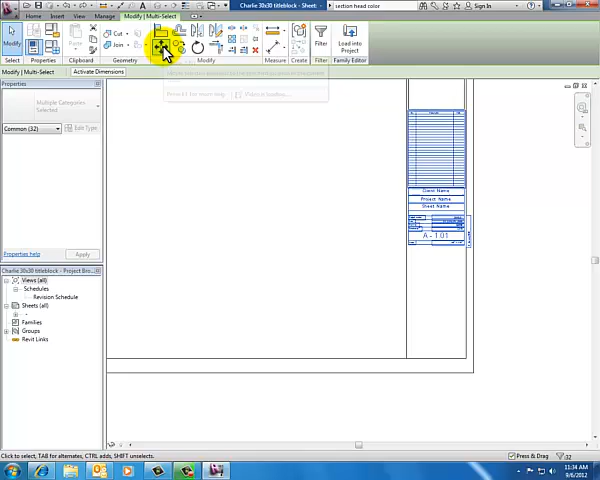 Charlie 30x30 titleblock - Sheet:
section head color
Sign In
Home
Insert
View
Manage
Modify | Multi-Select
Modify
Cut
Join
Load into
Project
Filter
Select
Properties
Clipboard
Geometry
Modify
Measure
Create
Filter
Family Editor
Modify | Multi-Select
Activate Dimensions
Properties
Multiple Categories
Selected
Common (32)
Edit Type
Properties help
Apply
Charlie 30x30 titleblock - Project Bro...
Views (all)
Schedules
Revision Schedule
Sheets (all)
-
Families
Groups
Revit Links
Client Name
Project Name
Sheet Name
A - 1.01
Click to select, TAB for alternates, CTRL adds, SHIFT unselects.
Press & Drag
:32
11:34 AM
9/6/2012